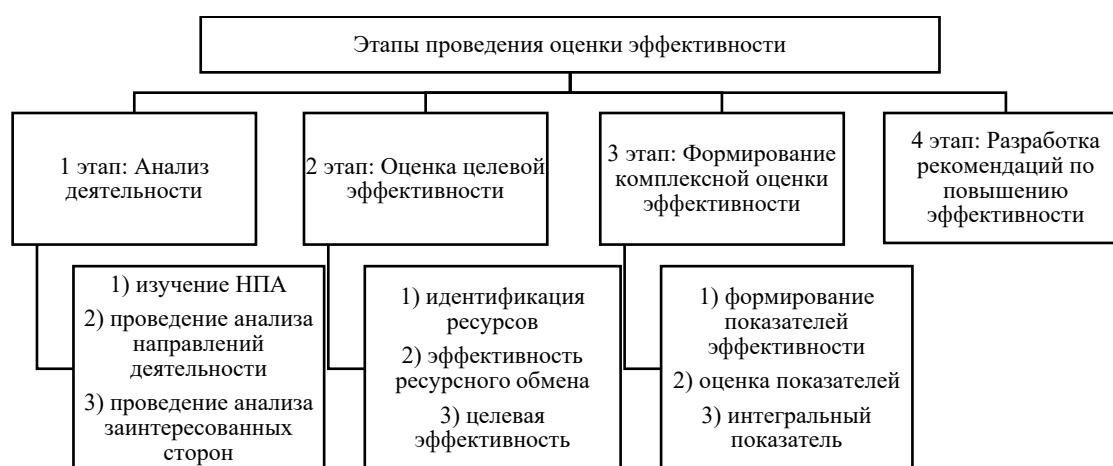 Этапы проведения оценки эффективности
1 этап: Анализ
деятельности
2 этап: Оценка целевой
эффективности
3 этап: Формирование
комплексной оценки
эффективности
4 этап: Разработка
рекомендаций по
повышению
эффективности
1) изучение НПА
2) проведение анализа
направлений
деятельности
3) проведение анализа
заинтересованных
сторон
1) идентификация
ресурсов
2) эффективность
ресурсного обмена
3) целевая
эффективность
1) формирование
показателей
эффективности
2) оценка показателей
3) интегральный
показатель